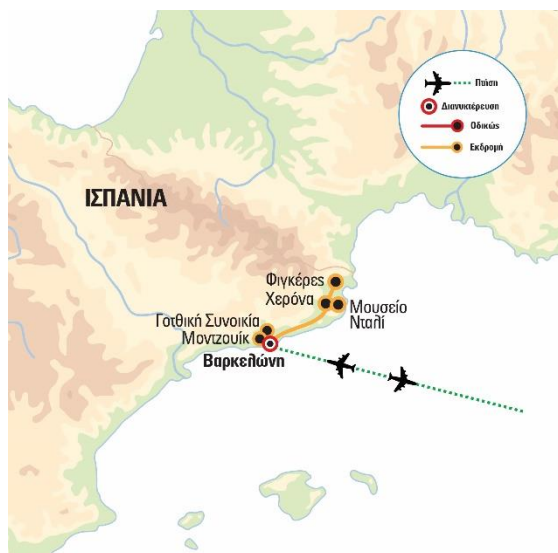 Πτήση
Διανυκτέρευση
Οδικώς
Εκδρομή
ΙΣΠΑΝΙΑ
Φιγκέρες
Χερόνα
Μουσείο
Νταλί
Γοτθική Συνοικία
Μοντζουίκ
Βαρκελώνη